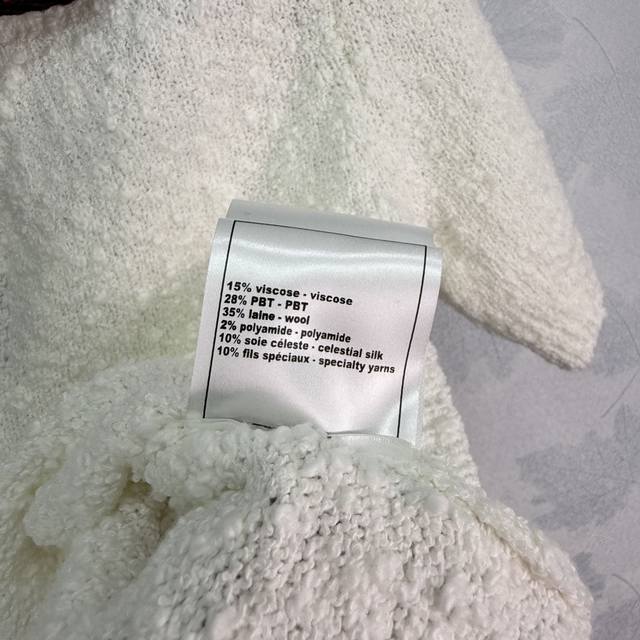 15% viscose - viscose
28% PBT - PBT
35% laine - wool
2% polyamide - polyamide
10% soie céleste - celestial silk
10% fils spéciaux - specialty yarns